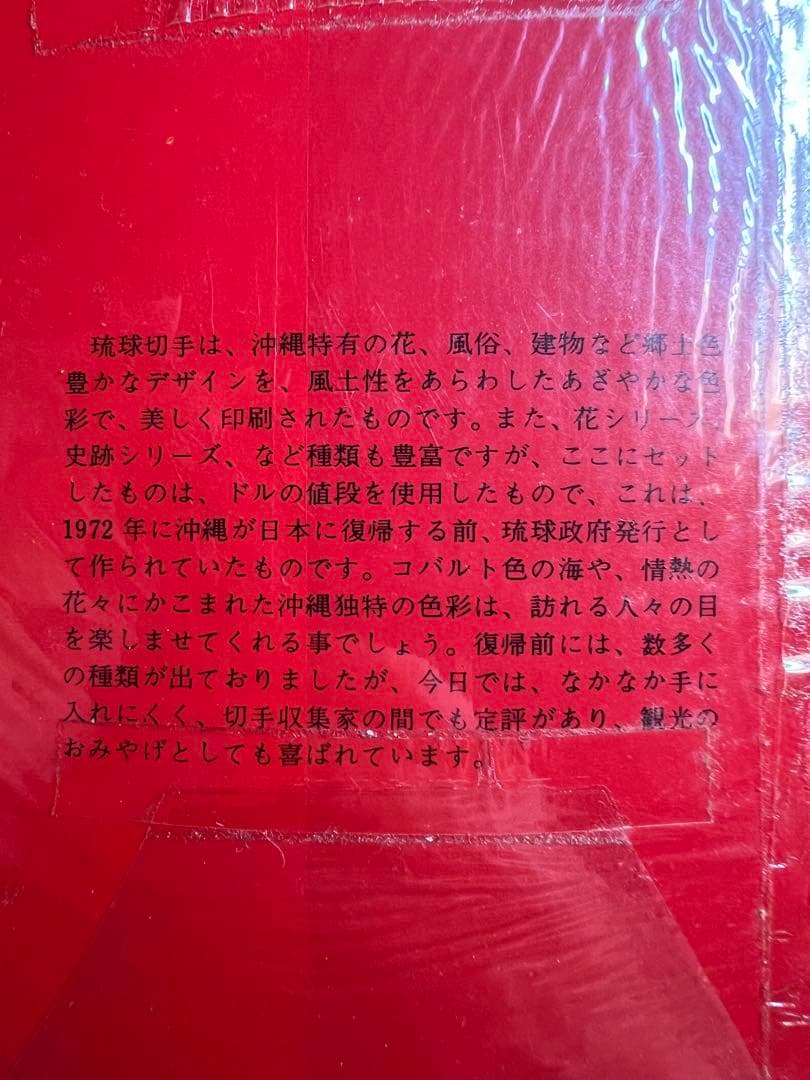 琉球切手は、沖縄特有の花、風俗、建物など郷土色
豊かなデザインを、風土性をあらわしたあざやかな色
彩で、美しく印刷されたものです。また、花シリーズ、
史跡シリーズ、など種類も豊富ですが、ここにセット
したものは、ドルの値段を使用したもので、これは、
1972年に沖縄が日本に復帰する前、琉球政府発行とし
て作られていたものです。コバルト色の海や、情熱の
花々にかこまれた沖縄独特の色彩は、訪れる人々の目
を楽しませてくれる事でしょう。復帰前には、数多く
の種類が出ておりましたが、今日では、なかなか手に
入れにくく、切手収集家の間でも定評があり、観光の
おみやげとしても喜ばれています。